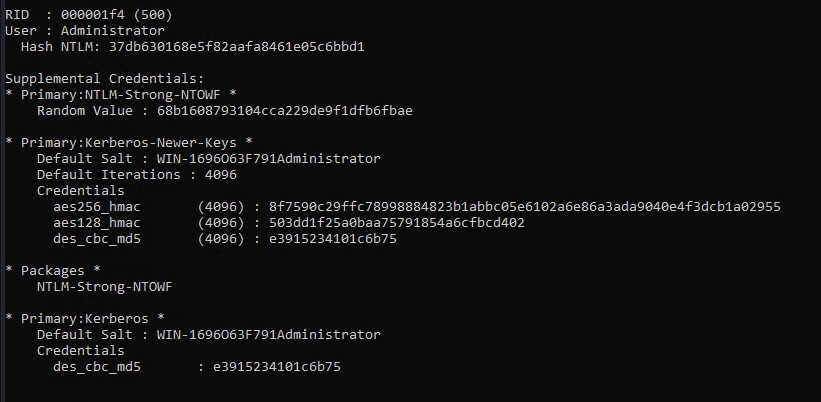 RID  : 000001f4 (500)
User : Administrator
  Hash NTLM: 37db630168e5f82aafa8461e05c6bbd1

Supplemental Credentials:
* Primary:NTLM-Strong-NTOWF *
    Random Value : 68b1608793104cca229de9f1dfb6fbae

* Primary:Kerberos-Newer-Keys *
    Default Salt : WIN-1696O63F791Administrator
    Default Iterations : 4096
    Credentials
      aes256_hmac       (4096) : 8f7590c29ffc78998884823b1abbc05e6102a6e86a3ada9040e4f3dcb1a02955
      aes128_hmac       (4096) : 503dd1f25a0baa75791854a6cfbcd402
      des_cbc_md5       (4096) : e3915234101c6b75

* Packages *
    NTLM-Strong-NTOWF

* Primary:Kerberos *
    Default Salt : WIN-1696O63F791Administrator
    Credentials
      des_cbc_md5       : e3915234101c6b75